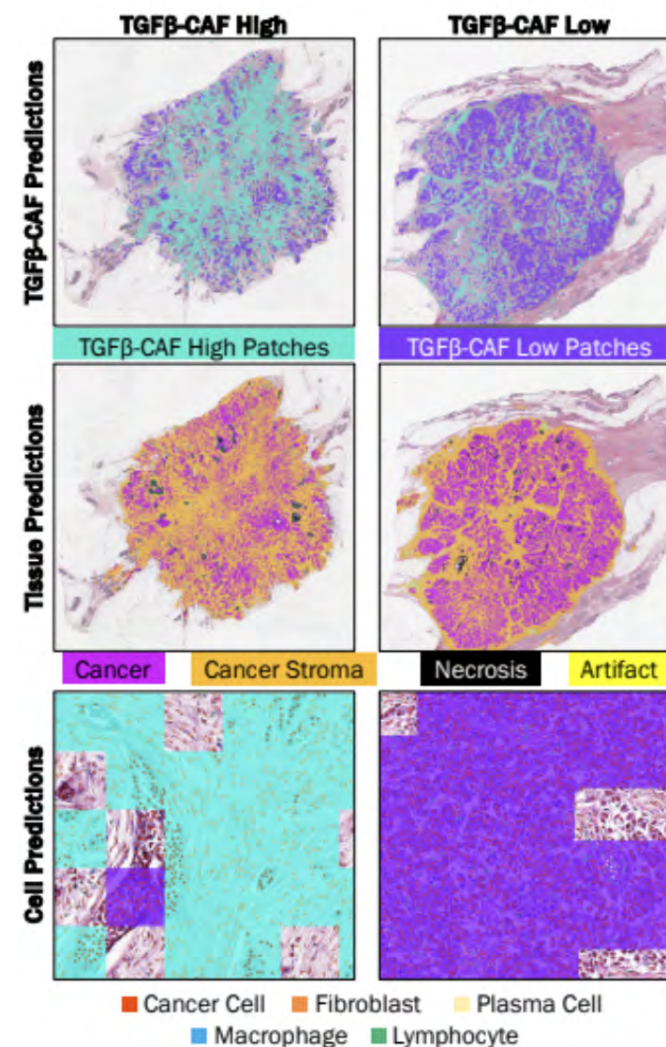 TGFβ-CAF High
TGFβ-CAF Low
TGFβ-CAF Predictions
TGFβ-CAF High Patches
TGFβ-CAF Low Patches
Tissue Predictions
Cancer
Cancer Stroma
Necrosis
Artifact
Cell Predictions
Cancer Cell
Fibroblast
Plasma Cell
Macrophage
Lymphocyte